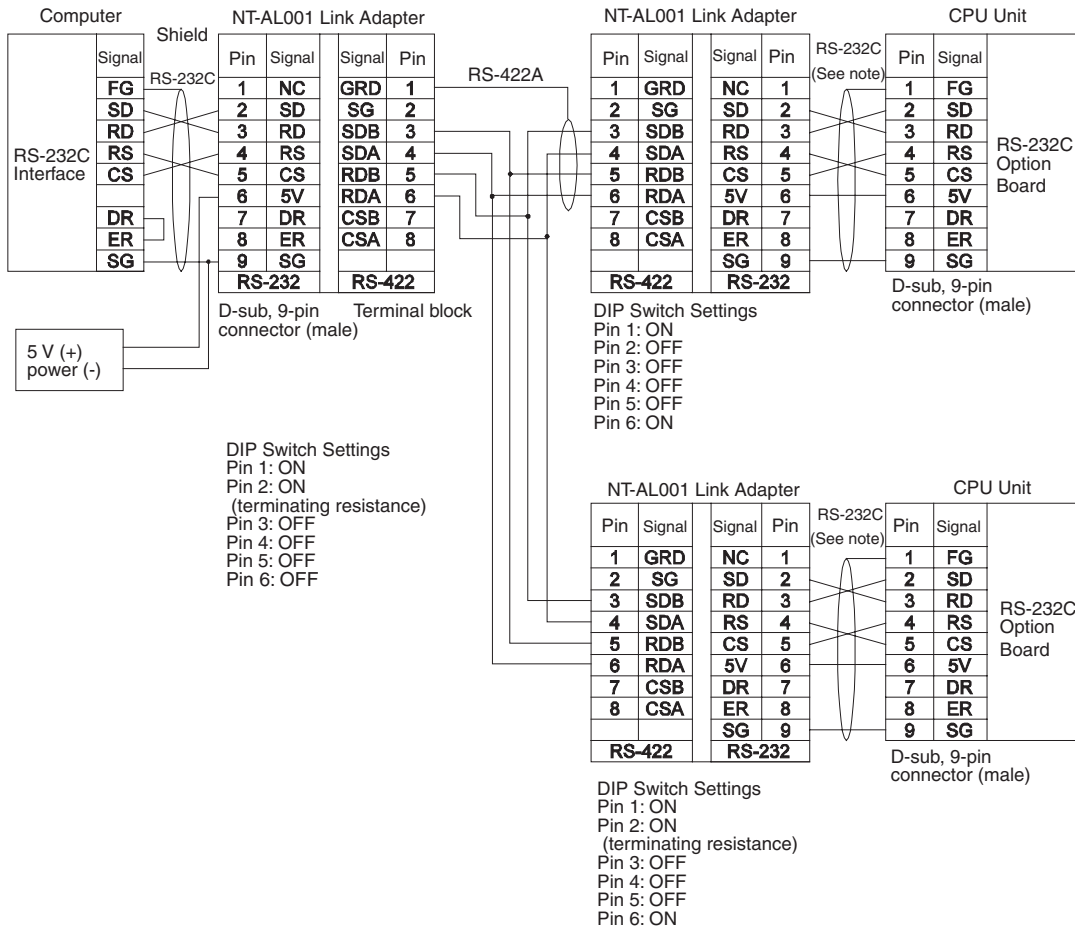 Computer
Shield
NT-AL001 Link Adapter
Signal
FG
SD
RD
RS
CS
DR
ER
SG
RS-232C
Interface
RS-232C
Pin Signal
1 NC
2 SD
3 RD
4 RS
5 CS
6 5V
7 DR
8 ER
9 SG
RS-232
Signal Pin
GRD 1
SG 2
SDB 3
SDA 4
RDB 5
RDA 6
CSB 7
CSA 8
RS-422
D-sub, 9-pin
connector (male)
Terminal block
5 V (+)
power (-)
RS-422A
DIP Switch Settings
Pin 1: ON
Pin 2: ON
(terminating resistance)
Pin 3: OFF
Pin 4: OFF
Pin 5: OFF
Pin 6: OFF
NT-AL001 Link Adapter
Pin Signal
1 GRD
2 SG
3 SDB
4 SDA
5 RDB
6 RDA
7 CSB
8 CSA
RS-422
Signal Pin
NC 1
SD 2
RD 3
RS 4
CS 5
5V 6
DR 7
ER 8
SG 9
RS-232
RS-232C
(See note)
CPU Unit
Pin Signal
1 FG
2 SD
3 RD
4 RS
5 CS
6 5V
7 DR
8 ER
9 SG
RS-232C
Option
Board
D-sub, 9-pin
connector (male)
DIP Switch Settings
Pin 1: ON
Pin 2: OFF
Pin 3: OFF
Pin 4: OFF
Pin 5: OFF
Pin 6: ON
NT-AL001 Link Adapter
Pin Signal
1 GRD
2 SG
3 SDB
4 SDA
5 RDB
6 RDA
7 CSB
8 CSA
RS-422
Signal Pin
NC 1
SD 2
RD 3
RS 4
CS 5
5V 6
DR 7
ER 8
SG 9
RS-232
RS-232C
(See note)
CPU Unit
Pin Signal
1 FG
2 SD
3 RD
4 RS
5 CS
6 5V
7 DR
8 ER
9 SG
RS-232C
Option
Board
D-sub, 9-pin
connector (male)
DIP Switch Settings
Pin 1: ON
Pin 2: ON
(terminating resistance)
Pin 3: OFF
Pin 4: OFF
Pin 5: OFF
Pin 6: ON